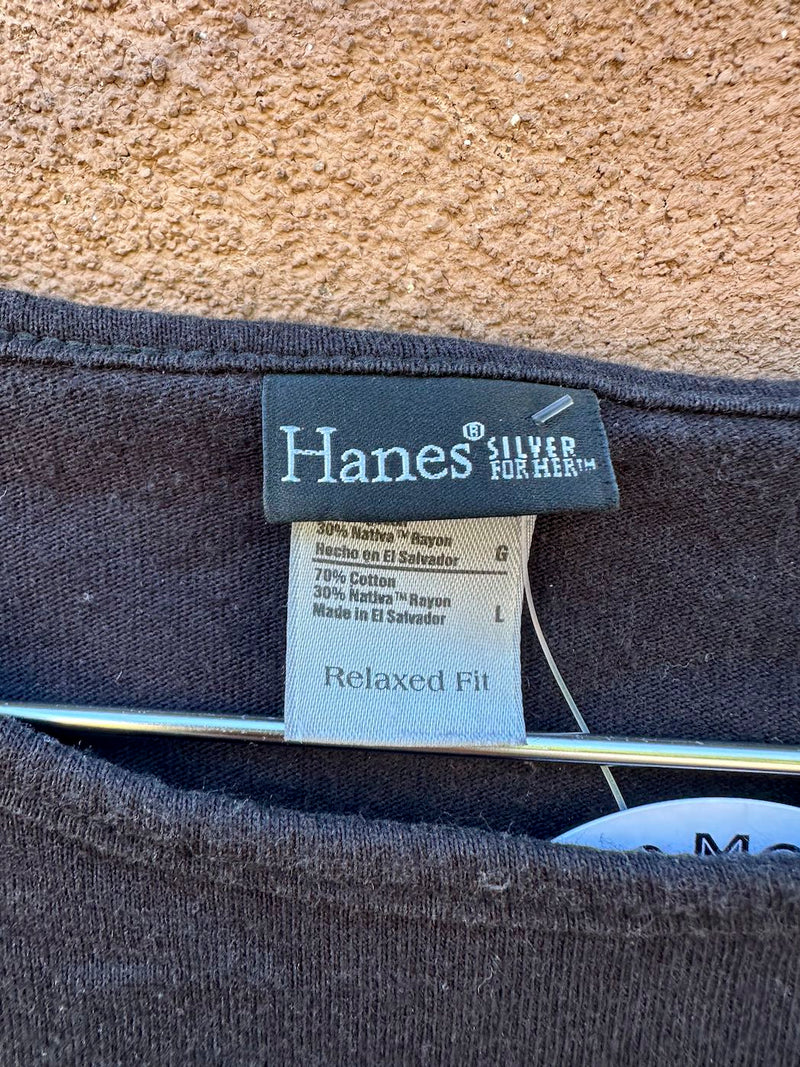 Hanes® SILVER
FOR HER™
30% Nativa™ Rayon
Hecho en El Salvador G
70% Cotton
30% Nativa™ Rayon
Made in El Salvador L
Relaxed Fit